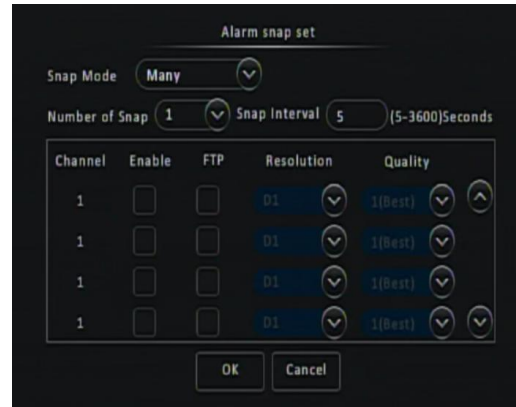 Alarm snap set
Snap Mode Many
Number of Snap 1 Snap Interval 5 (5-3600)Seconds
Channel Enable FTP Resolution Quality
1 D1 1(Best)
1 D1 1(Best)
1 D1 1(Best)
1 D1 1(Best)
OK Cancel